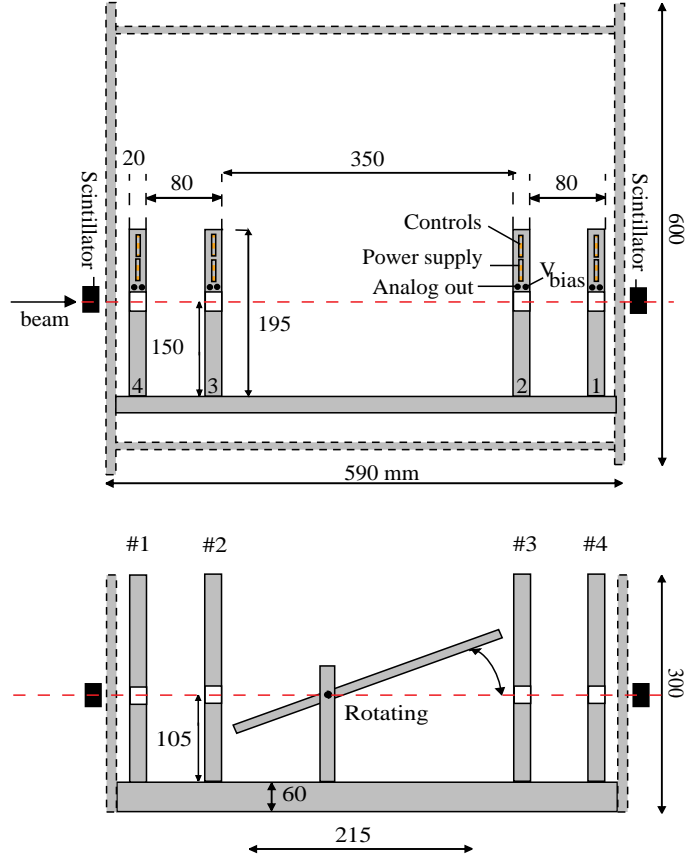 20
80
350
80
Scintillator
Scintillator
Controls
Power supply
Analog out
V
bias
600
beam
150
195
4
3
2
1
590 mm
#1
#2
#3
#4
300
Rotating
105
60
215